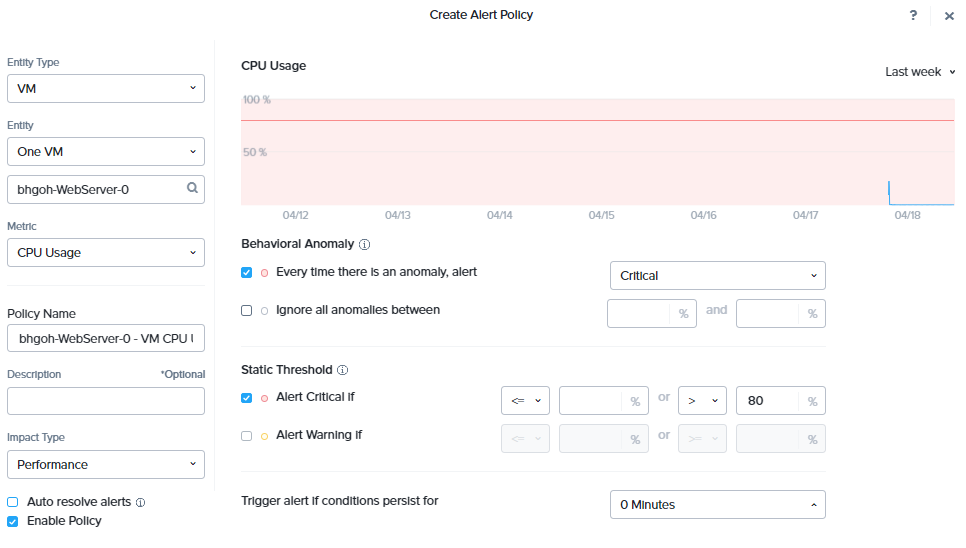 Create Alert Policy
?
Entity Type
VM
Entity
One VM
bhgoh-WebServer-0
Metric
CPU Usage
Policy Name
bhgoh-WebServer-0 - VM CPU
Description *Optional
Impact Type
Performance
Auto resolve alerts
Enable Policy
CPU Usage
Last week
100 %
50 %
04/12 04/13 04/14 04/15 04/16 04/17 04/18
Behavioral Anomaly
Every time there is an anomaly, alert Critical
Ignore all anomalies between % and %
Static Threshold
Alert Critical if <= % or > 80 %
Alert Warning if <= % or >= %
Trigger alert if conditions persist for 0 Minutes